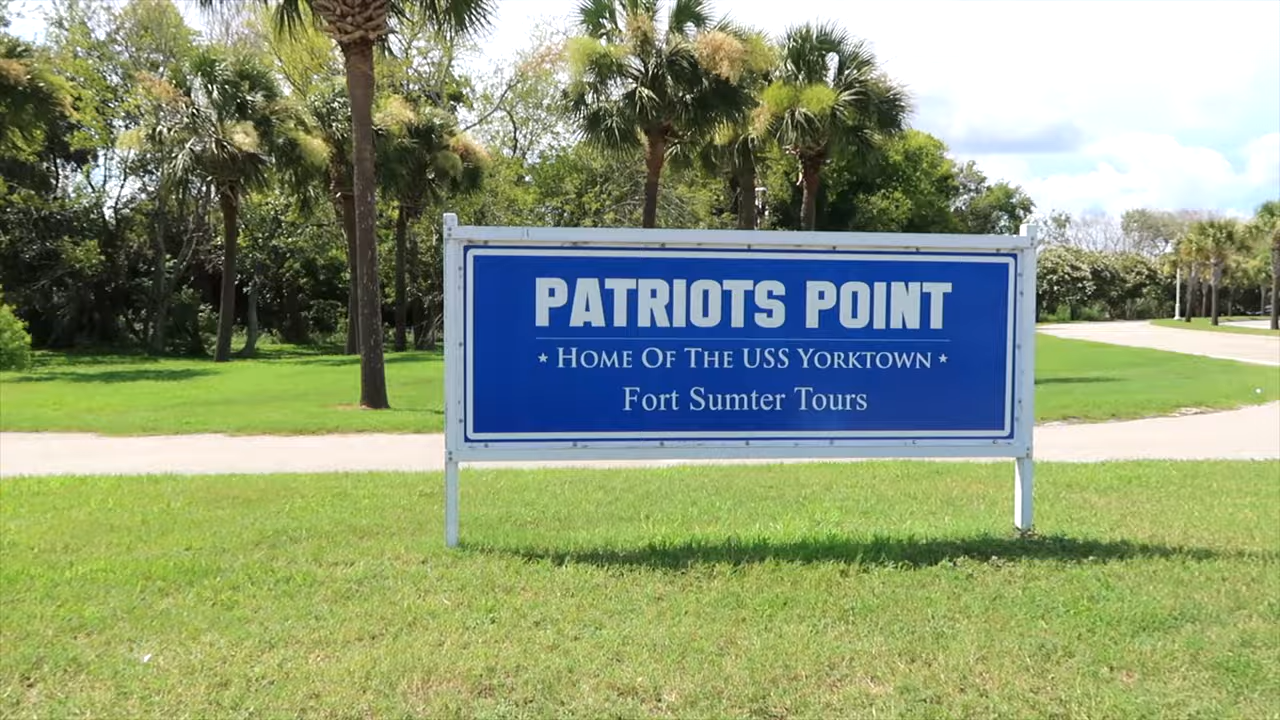 PATRIOTS POINT
★ HOME OF THE USS YORKTOWN ★
Fort Sumter Tours